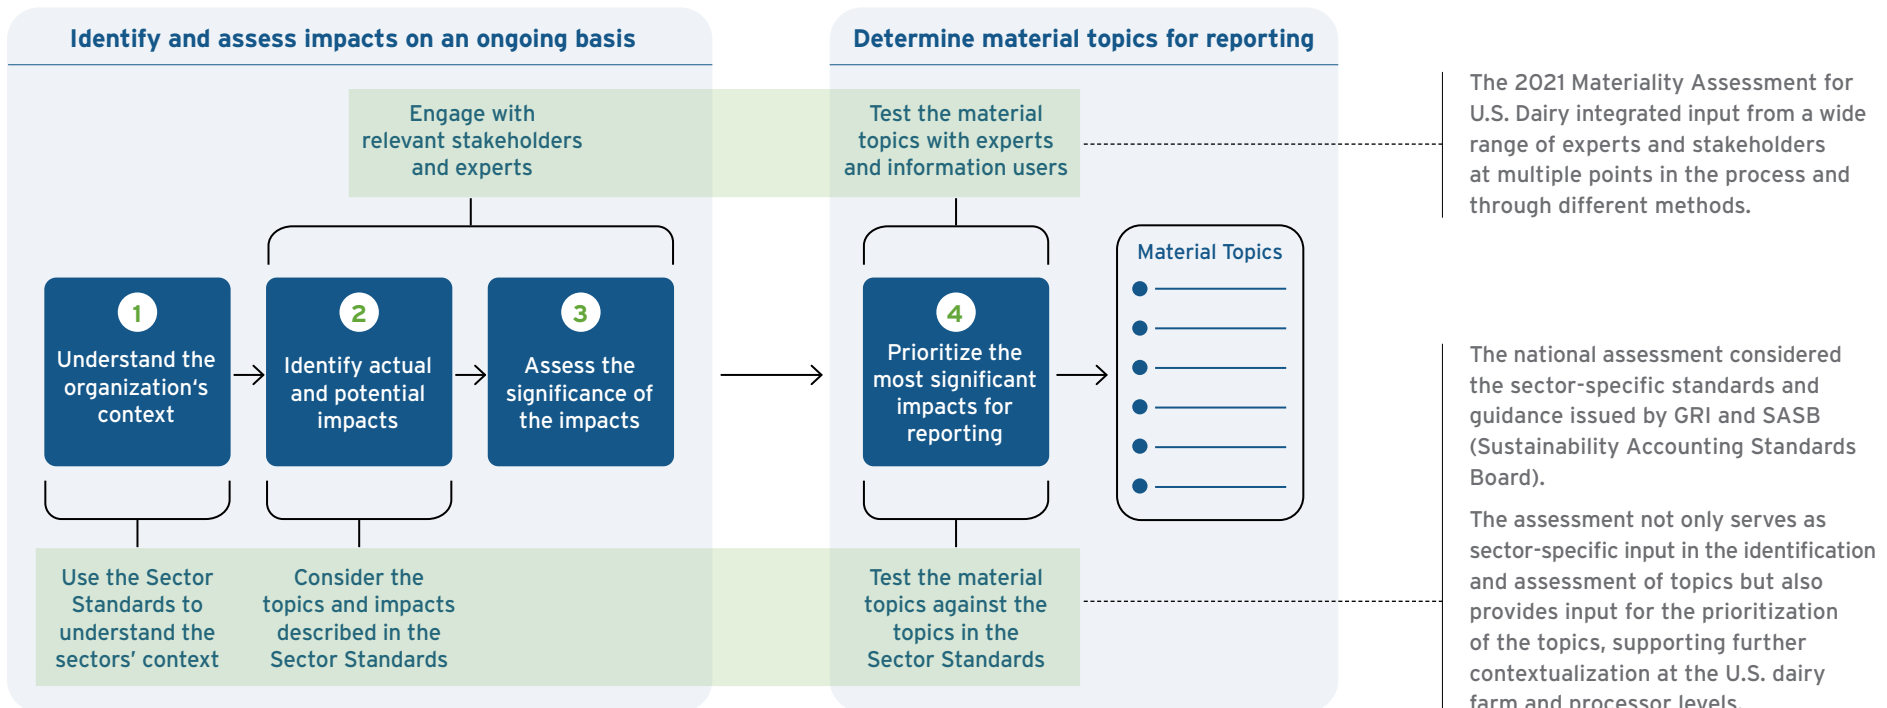 Identify and assess impacts on an ongoing basis
Engage with
relevant stakeholders
and experts
1
Understand the
organization‘s
context
2
Identify actual
and potential
impacts
3
Assess the
significance of
the impacts
Use the Sector
Standards to
understand the
sectors’ context
Consider the
topics and impacts
described in the
Sector Standards
Determine material topics for reporting
Test the material
topics with experts
and information users
4
Prioritize the
most significant
impacts for
reporting
Material Topics
Test the material
topics against the
topics in the
Sector Standards
The 2021 Materiality Assessment for
U.S. Dairy integrated input from a wide
range of experts and stakeholders
at multiple points in the process and
through different methods.
The national assessment considered
the sector-specific standards and
guidance issued by GRI and SASB
(Sustainability Accounting Standards
Board).
The assessment not only serves as
sector-specific input in the identification
and assessment of topics but also
provides input for the prioritization
of the topics, supporting further
contextualization at the U.S. dairy
farm and processor levels.